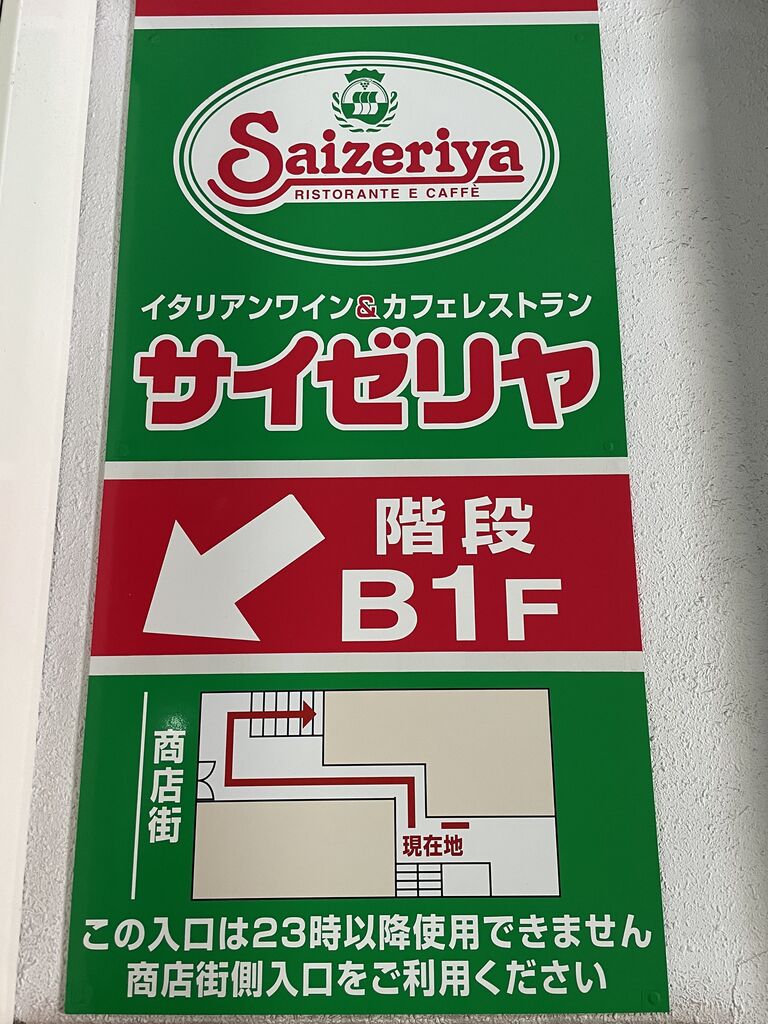 Saizeriya
RISTORANTE E CAFFÈ
イタリアンワイン&カフェレストラン
サイゼリヤ
階段
B1F
商店街
現在地
この入口は23時以降使用できません
商店街側入口をご利用ください